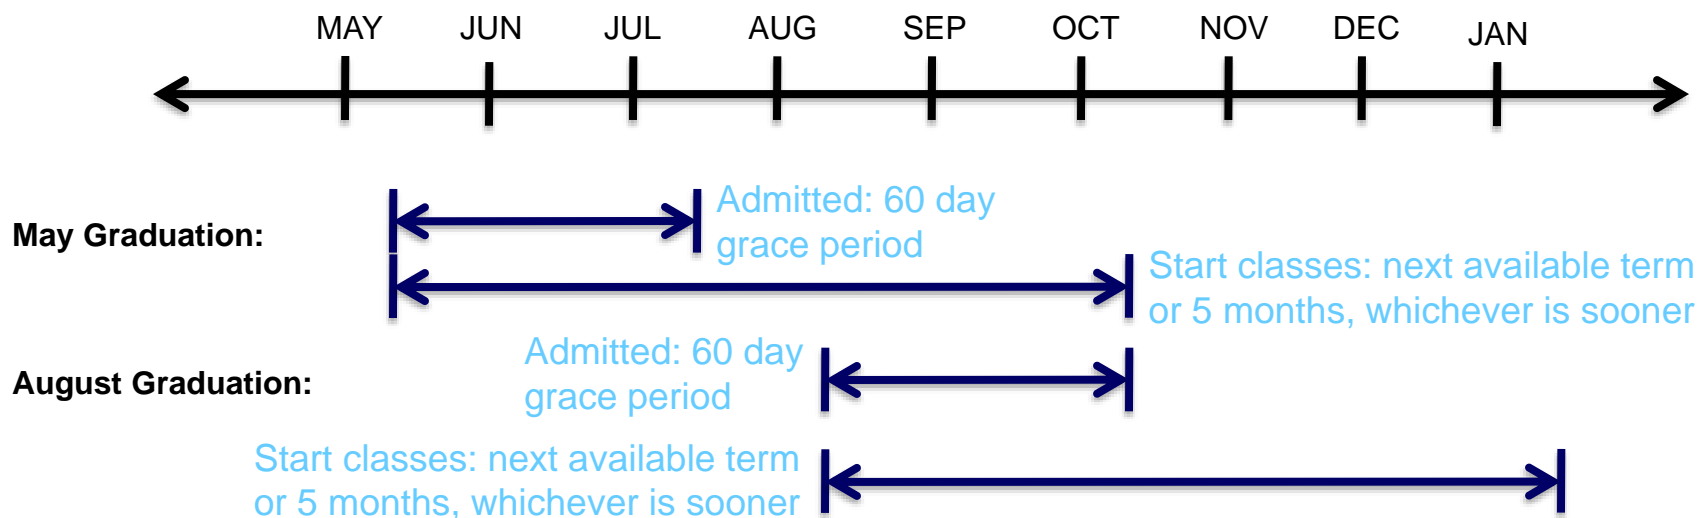 MAY JUN JUL AUG SEP OCT NOV DEC JAN
May Graduation:
Admitted: 60 day
grace period
Start classes: next available term
or 5 months, whichever is sooner
August Graduation:
Admitted: 60 day
grace period
Start classes: next available term
or 5 months, whichever is sooner